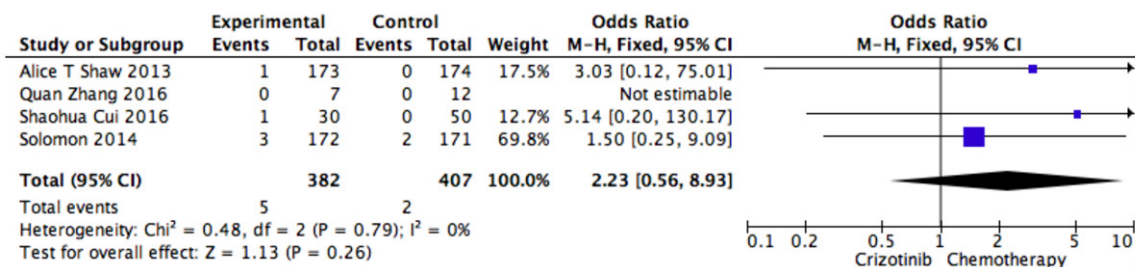 Experimental Control Odds Ratio Odds Ratio
Study or Subgroup Events Total Events Total Weight M-H, Fixed, 95% CI M-H, Fixed, 95% CI
Alice T Shaw 2013 1 173 0 174 17.5% 3.03 [0.12, 75.01]
Quan Zhang 2016 0 7 0 12 Not estimable
Shaohua Cui 2016 1 30 0 50 12.7% 5.14 [0.20, 130.17]
Solomon 2014 3 172 2 171 69.8% 1.50 [0.25, 9.09]
Total (95% CI) 382 407 100.0% 2.23 [0.56, 8.93]
Total events 5 2
Heterogeneity: Chi² = 0.48, df = 2 (P = 0.79); I² = 0%
Test for overall effect: Z = 1.13 (P = 0.26)
0.1 0.2 0.5 1 2 5 10
Crizotinib Chemotherapy